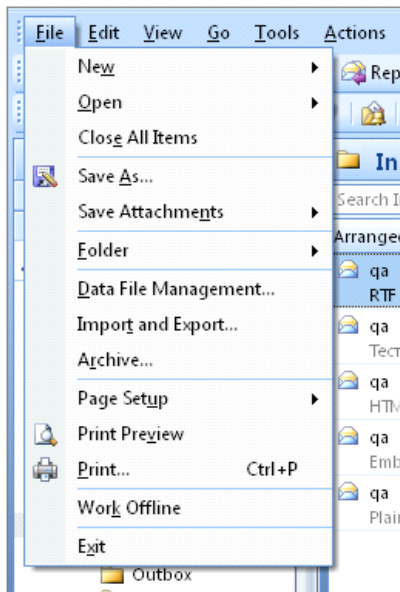 File Edit View Go Tools Actions
New
Open
Close All Items
Save As...
Save Attachments
Folder
Data File Management...
Import and Export...
Archive...
Page Setup
Print Preview
Print... Ctrl+P
Work Offline
Exit
Outbox
Rep
In
Search I
Arrange
qa
RTF
qa
Тест
qa
HTM
qa
Emb
qa
Plain